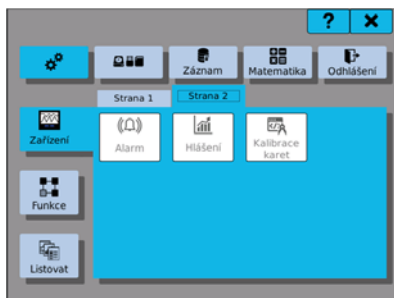 ? X
Záznam Matematika Odhlášení
Strana 1 Strana 2
Zařízení
Alarm Hlášení Kalibrace
karet
Funkce
Listovat